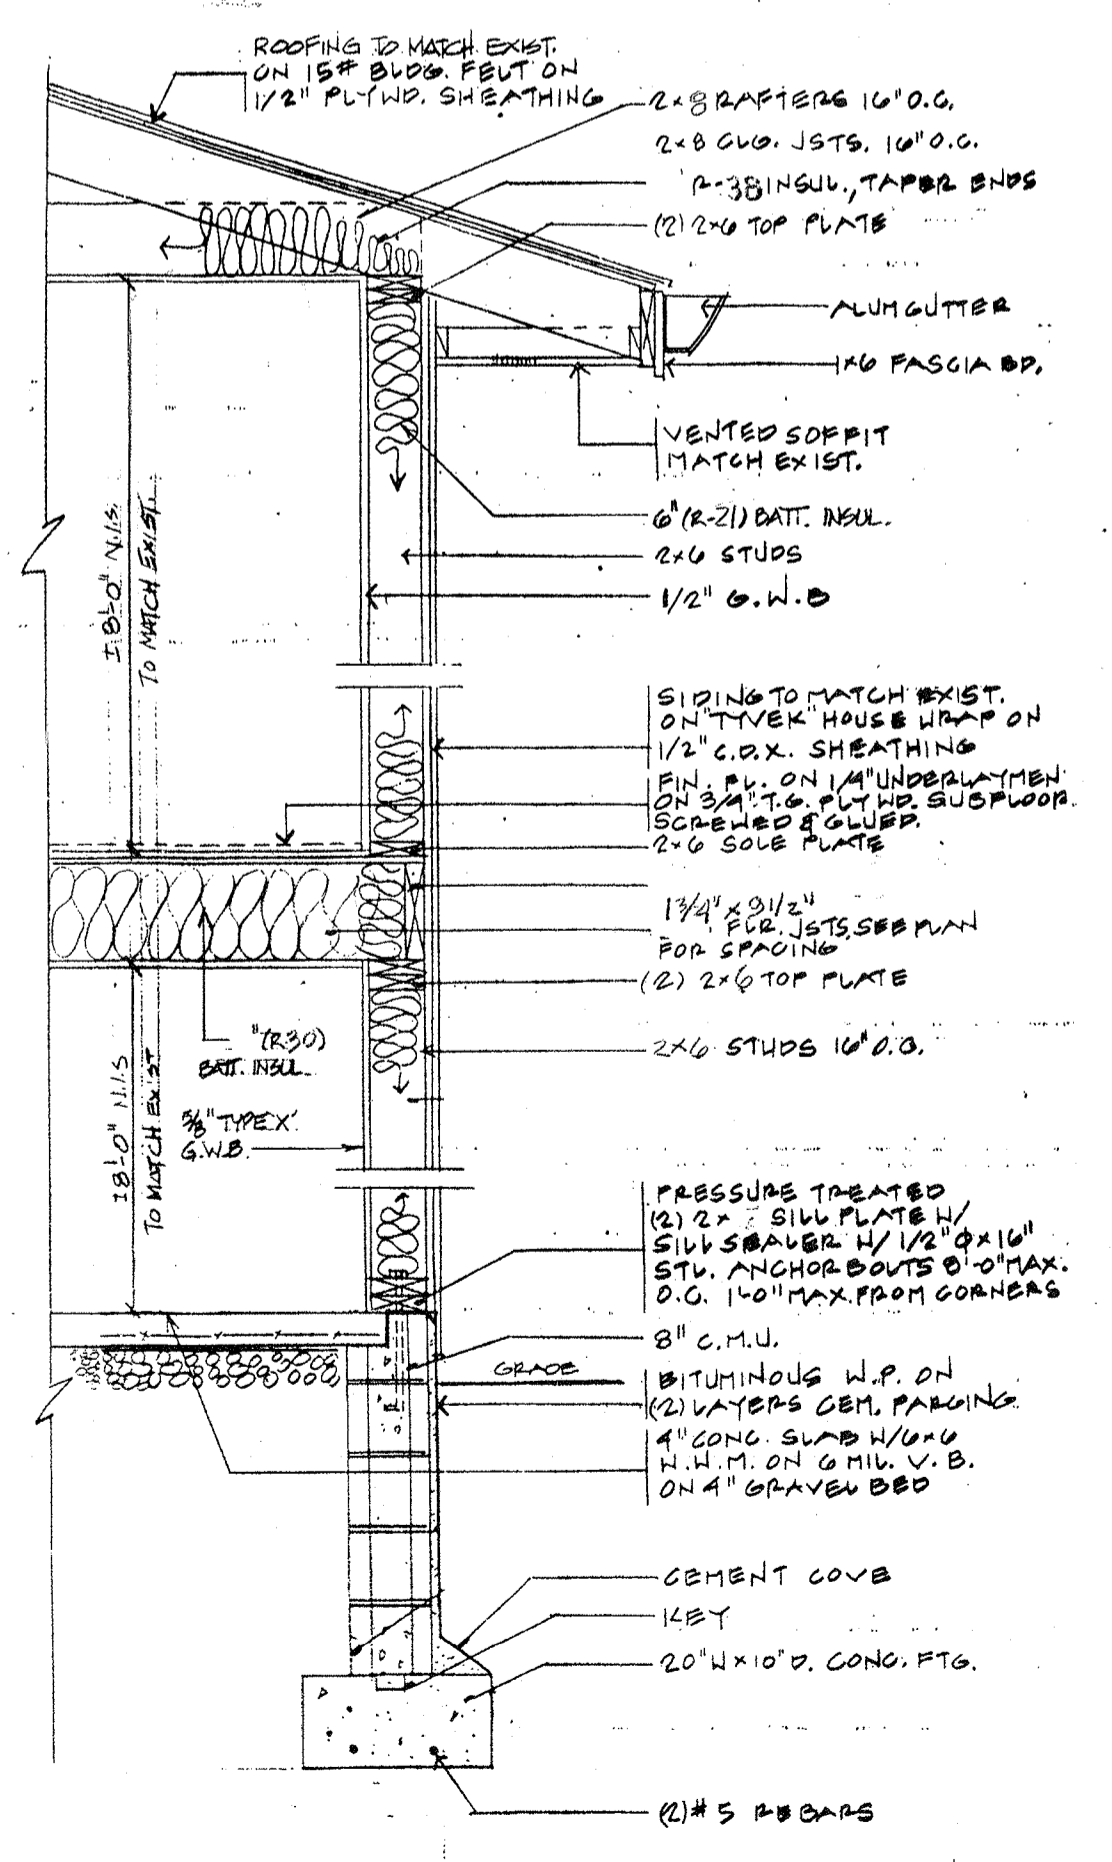 ROOFING TO MATCH EXIST.
ON 15# BLDG. FELT ON
1/2" PLYWD. SHEATHING
2x8 RAFTERS 16" O.C.
2x8 CLG. JSTS. 16" O.C.
R-38 INSUL., TAPER ENDS
(2) 2x6 TOP PLATE
ALUM GUTTER
1x6 FASCIA BD.
VENTED SOFFIT
MATCH EXIST.
6" (R-21) BATT. INSUL.
2x6 STUDS
1/2" G.W.B
8'-0" N.I.S.
TO MATCH EXIST.
SIDING TO MATCH EXIST.
ON "TYVEK" HOUSE WRAP ON
1/2" C.D.X. SHEATHING
FIN. FL. ON 1/4" UNDERLAYMEN
ON 3/4" T.G. PLYWD. SUBFLOOR
SCREWED & GLUED.
2x6 SOLE PLATE
1 3/4" x 9 1/2"
FLR. JSTS, SEE PLAN
FOR SPACING
(2) 2x6 TOP PLATE
"(R30)
BATT. INSUL.
2x6 STUDS 16" O.C.
5/8" TYPE 'X'
G.W.B.
8'-0" N.I.S
TO MATCH EXIST
PRESSURE TREATED
(2) 2x SILL PLATE W/
SILL SEALER W/ 1/2" Φ x 16"
STL. ANCHOR BOLTS 8'-0" MAX.
O.C. 1'-0" MAX. FROM CORNERS
8" C.M.U.
GRADE
BITUMINOUS W.P. ON
(2) LAYERS CEM. PARGING
4" CONC. SLAB W/ 6x6
W.W.M. ON 6 MIL. V.B.
ON 4" GRAVEL BED
CEMENT COVE
KEY
20" W x 10" D. CONC. FTG.
(2) # 5 REBARS